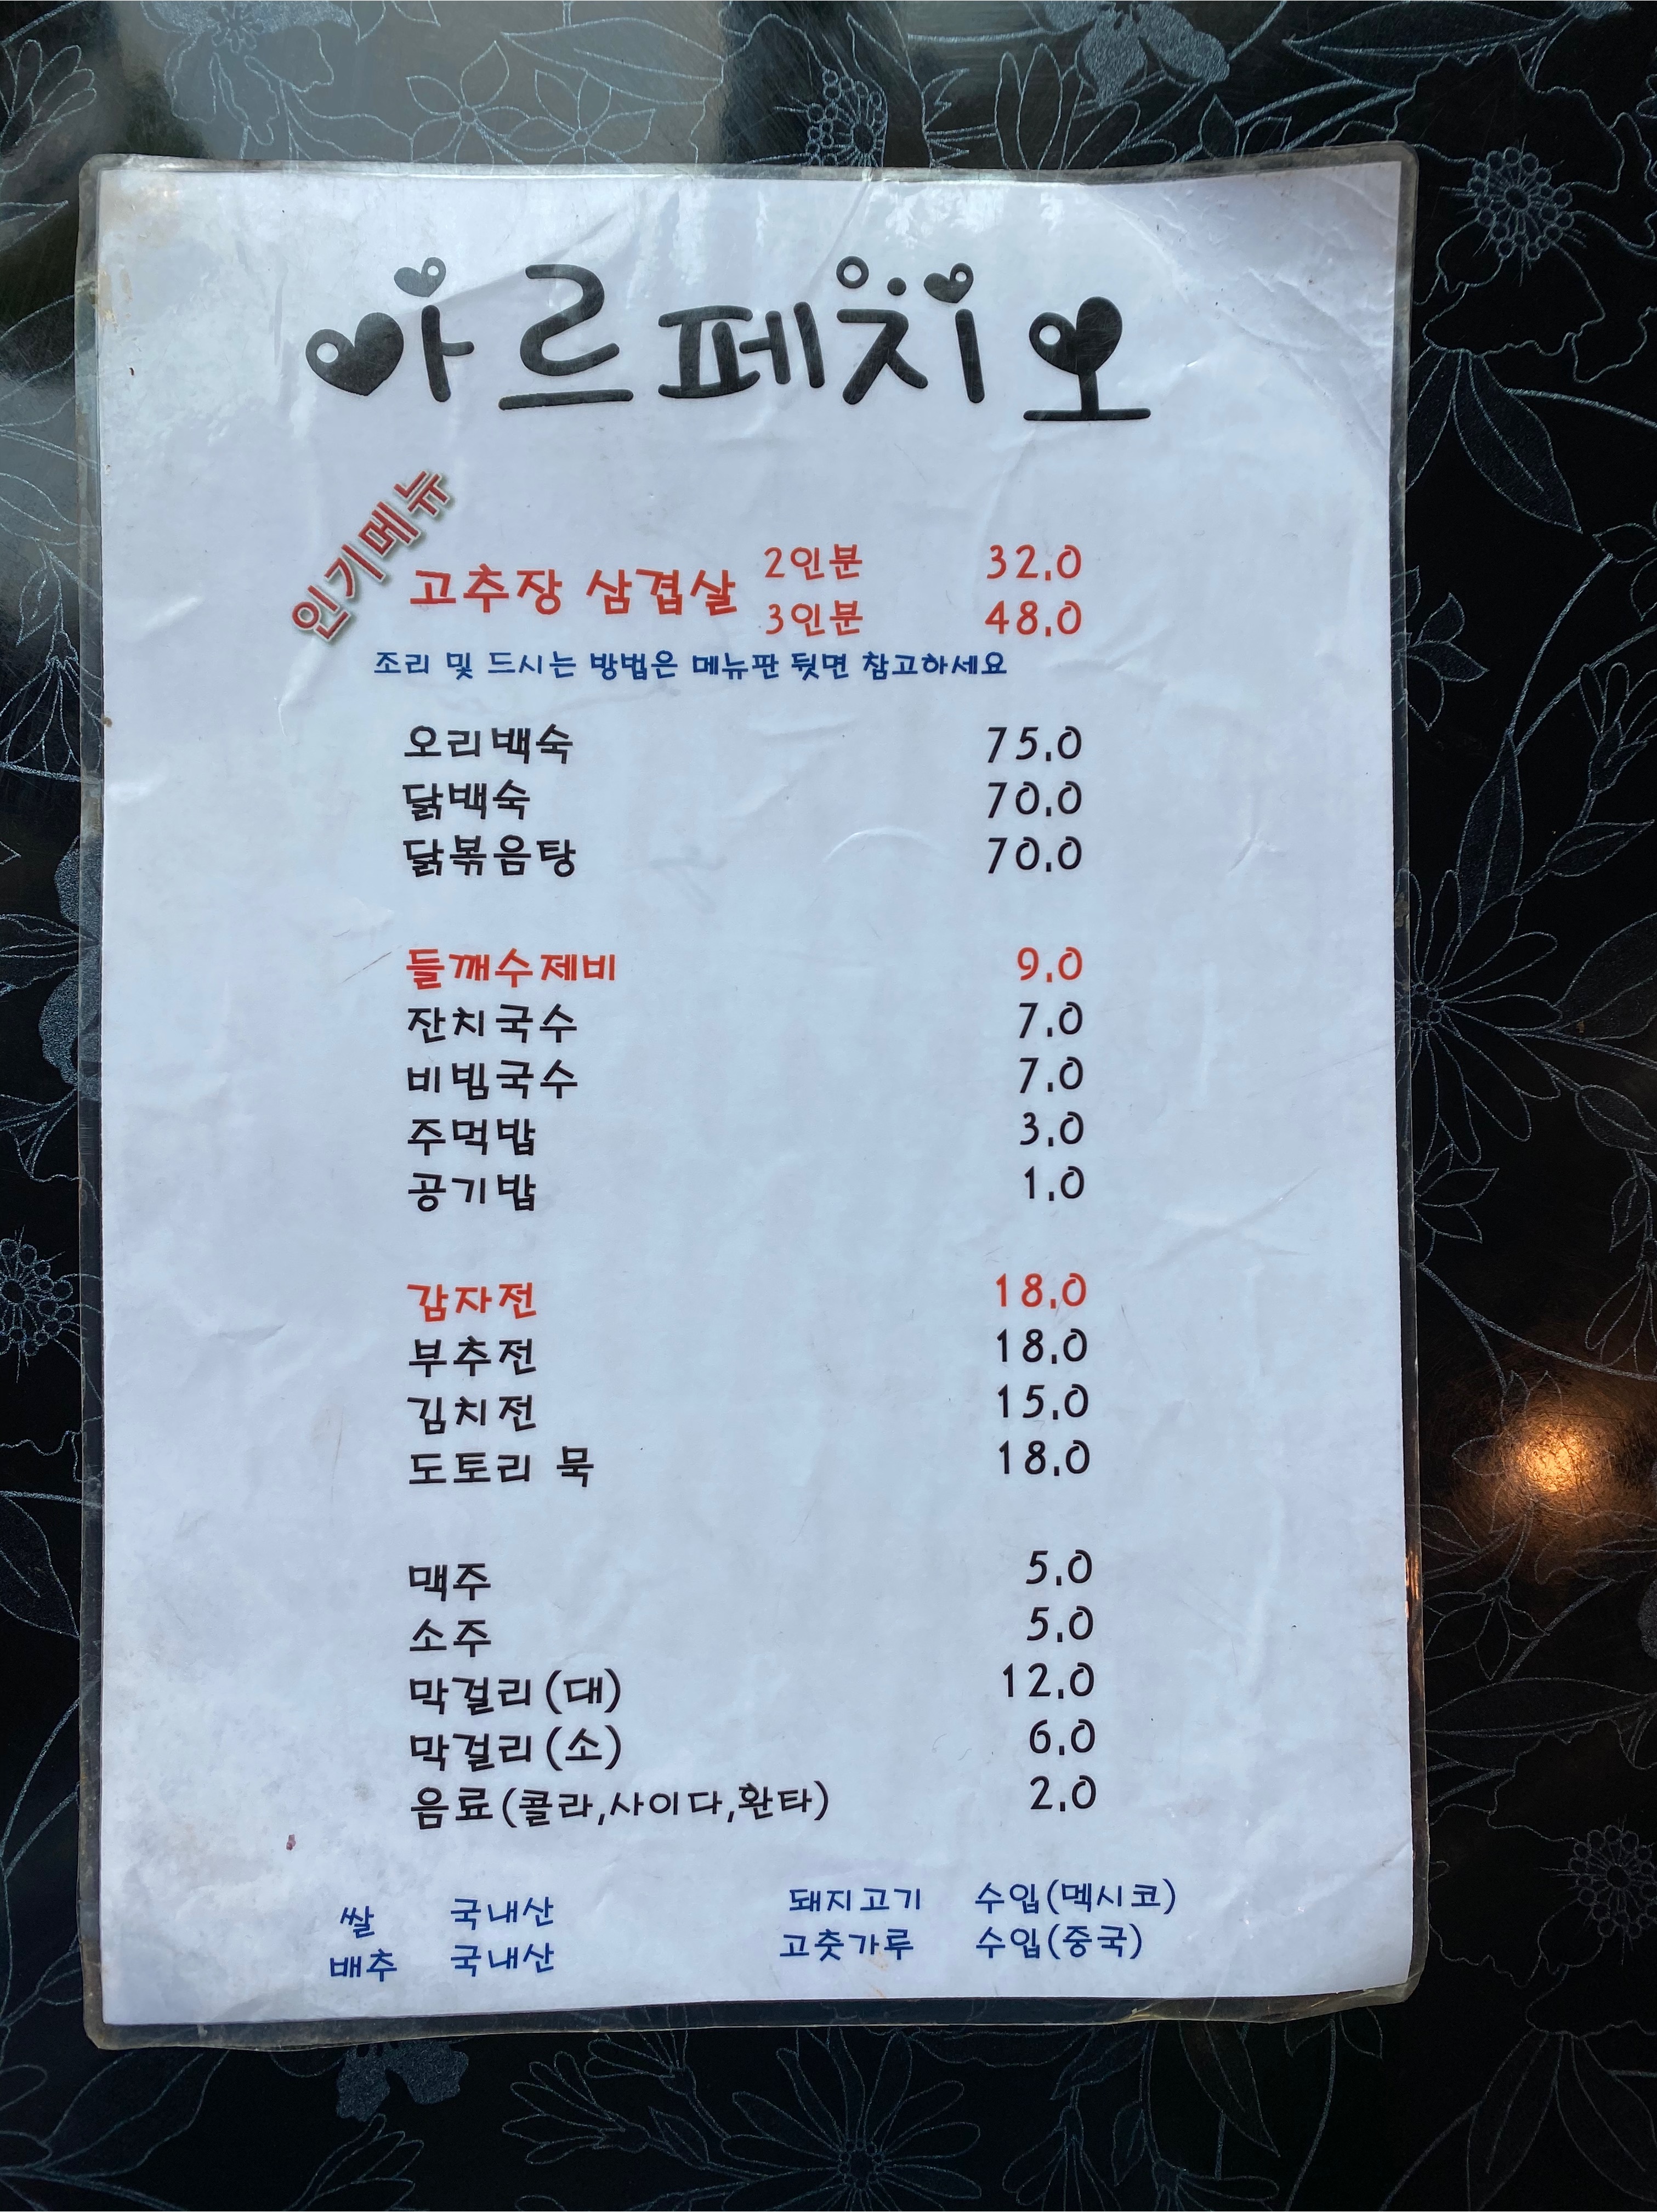 아르페지오
인기메뉴
고추장 삼겹살 2인분 32.0
3인분 48.0
조리 및 드시는 방법은 메뉴판 뒷면 참고하세요
오리백숙 75.0
닭백숙 70.0
닭볶음탕 70.0
들깨수제비 9.0
잔치국수 7.0
비빔국수 7.0
주먹밥 3.0
공기밥 1.0
감자전 18.0
부추전 18.0
김치전 15.0
도토리 묵 18.0
맥주 5.0
소주 5.0
막걸리(대) 12.0
막걸리(소) 6.0
음료(콜라,사이다,환타) 2.0
쌀 국내산 돼지고기 수입(멕시코)
배추 국내산 고춧가루 수입(중국)